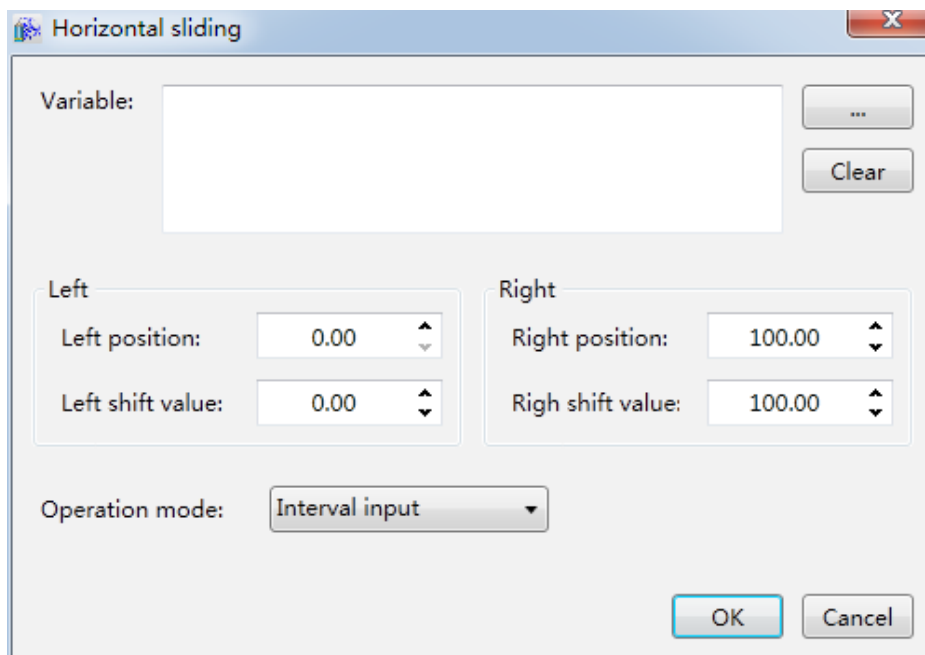 Horizontal sliding
Variable:
...
Clear
Left
Right
Left position: 0.00
Right position: 100.00
Left shift value: 0.00
Righ shift value: 100.00
Operation mode: Interval input
OK Cancel